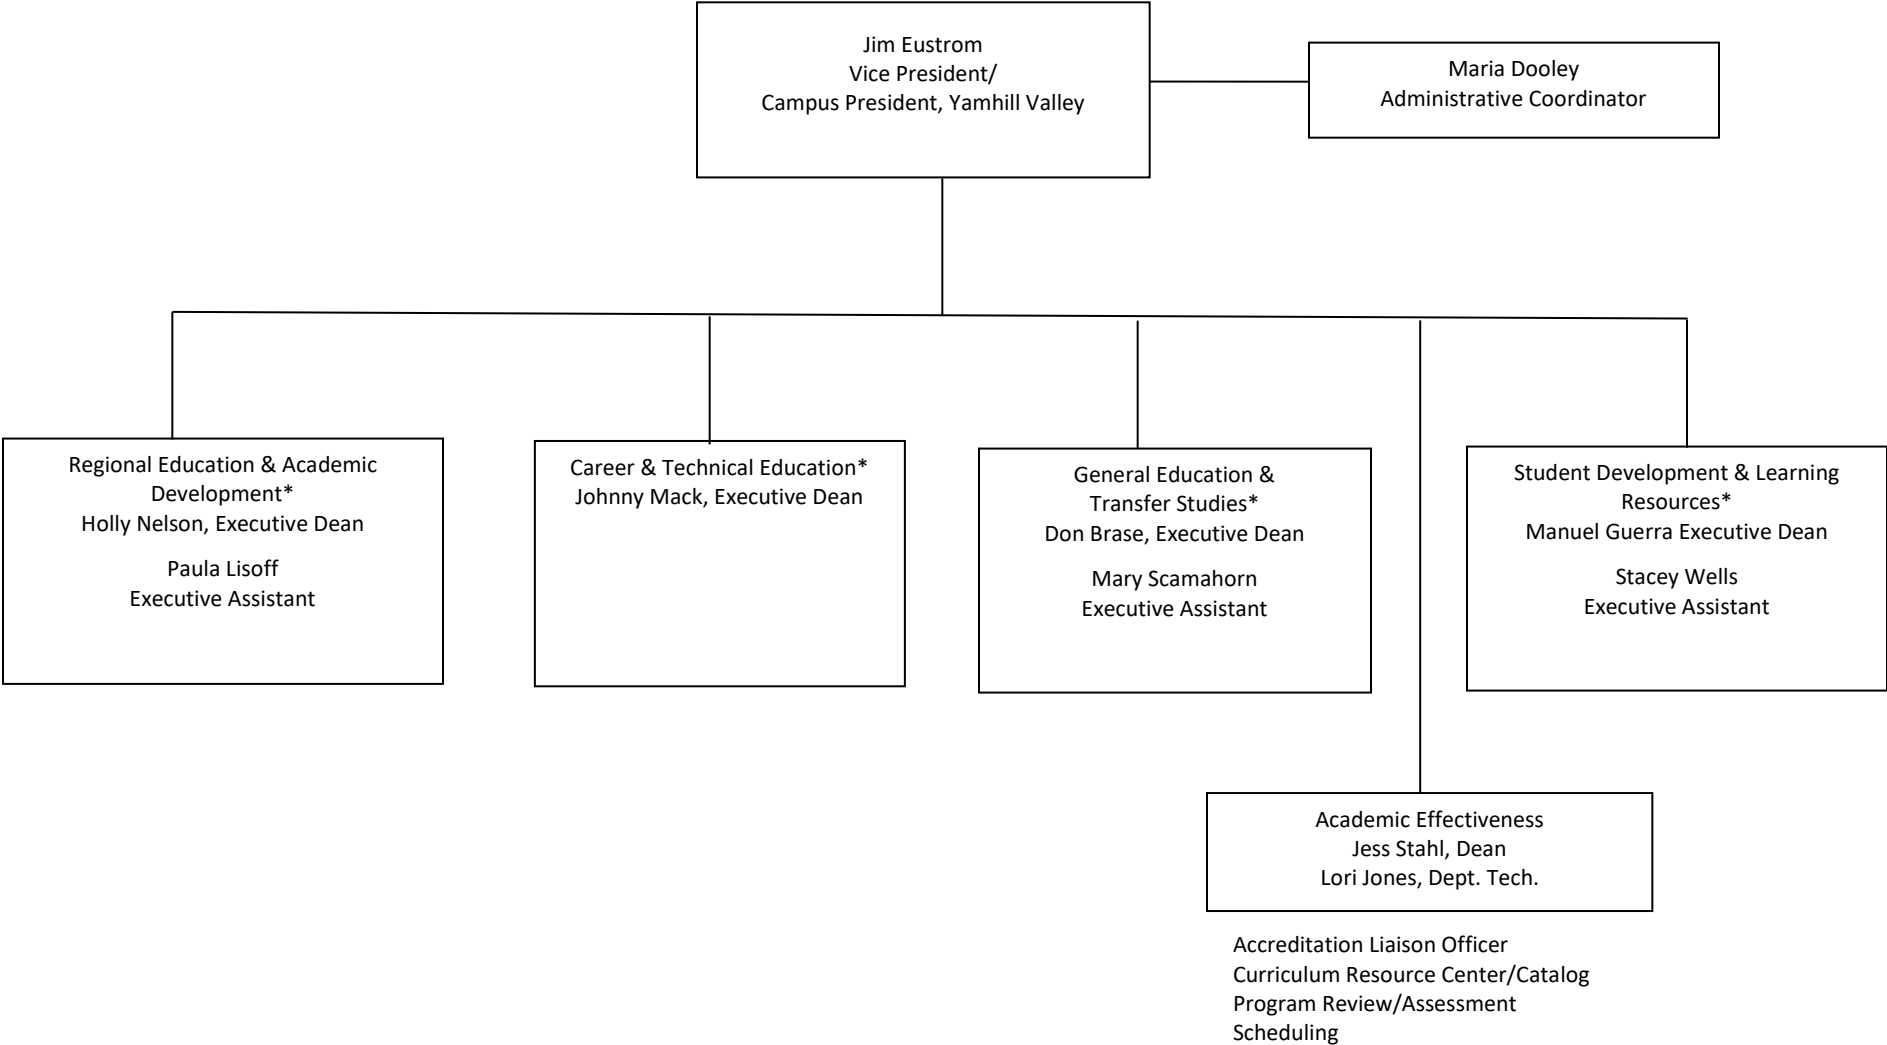 Jim Eustrom
Vice President/
Campus President, Yamhill Valley
Maria Dooley
Administrative Coordinator
Regional Education & Academic
Development*
Holly Nelson, Executive Dean
Paula Lisoff
Executive Assistant
Career & Technical Education*
Johnny Mack, Executive Dean
General Education &
Transfer Studies*
Don Brase, Executive Dean
Mary Scamahorn
Executive Assistant
Student Development & Learning
Resources*
Manuel Guerra Executive Dean
Stacey Wells
Executive Assistant
Academic Effectiveness
Jess Stahl, Dean
Lori Jones, Dept. Tech.
Accreditation Liaison Officer
Curriculum Resource Center/Catalog
Program Review/Assessment
Scheduling